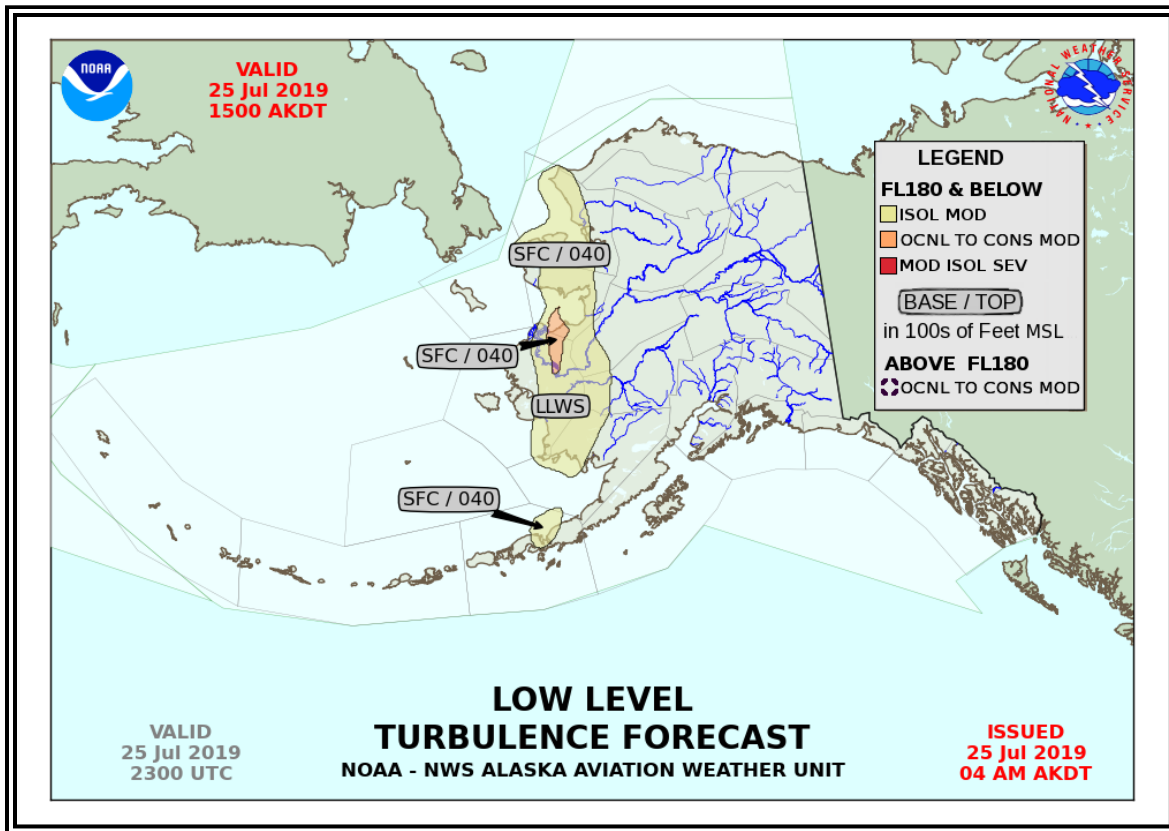 NOAA
VALID
25 Jul 2019
1500 AKDT
NATIONAL WEATHER SERVICE
LEGEND
FL180 & BELOW
ISOL MOD
OCNL TO CONS MOD
MOD ISOL SEV
BASE / TOP
in 100s of Feet MSL
ABOVE FL180
OCNL TO CONS MOD
SFC / 040
SFC / 040
LLWS
SFC / 040
LOW LEVEL
TURBULENCE FORECAST
NOAA - NWS ALASKA AVIATION WEATHER UNIT
VALID
25 Jul 2019
2300 UTC
ISSUED
25 Jul 2019
04 AM AKDT